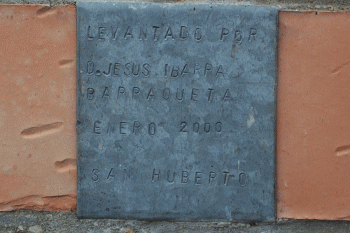 LEVANTADO POR
O. JESUS IBARRA
BARRAQUETA
ENERO 2000
SAN HUBERTO